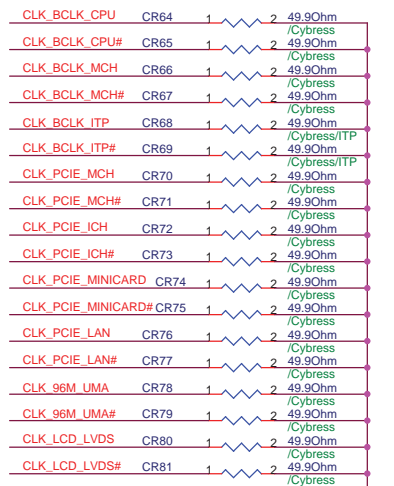 CLK_BCLK_CPU CR64 1 2 49.9Ohm
/Cybress
CLK_BCLK_CPU# CR65 1 2 49.9Ohm
/Cybress
CLK_BCLK_MCH CR66 1 2 49.9Ohm
/Cybress
CLK_BCLK_MCH# CR67 1 2 49.9Ohm
/Cybress
CLK_BCLK_ITP CR68 1 2 49.9Ohm
/Cybress/ITP
CLK_BCLK_ITP# CR69 1 2 49.9Ohm
/Cybress/ITP
CLK_PCIE_MCH CR70 1 2 49.9Ohm
/Cybress
CLK_PCIE_MCH# CR71 1 2 49.9Ohm
/Cybress
CLK_PCIE_ICH CR72 1 2 49.9Ohm
/Cybress
CLK_PCIE_ICH# CR73 1 2 49.9Ohm
/Cybress
CLK_PCIE_MINICARD CR74 1 2 49.9Ohm
/Cybress
CLK_PCIE_MINICARD# CR75 1 2 49.9Ohm
/Cybress
CLK_PCIE_LAN CR76 1 2 49.9Ohm
/Cybress
CLK_PCIE_LAN# CR77 1 2 49.9Ohm
/Cybress
CLK_96M_UMA CR78 1 2 49.9Ohm
/Cybress
CLK_96M_UMA# CR79 1 2 49.9Ohm
/Cybress
CLK_LCD_LVDS CR80 1 2 49.9Ohm
/Cybress
CLK_LCD_LVDS# CR81 1 2 49.9Ohm
/Cybress